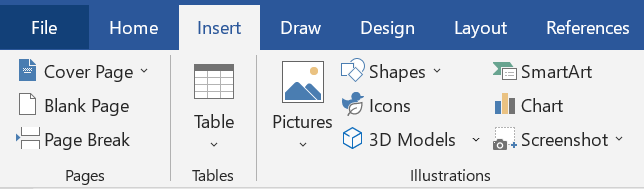 File Home Insert Draw Design Layout References
Cover Page
Blank Page
Page Break
Pages
Table
Tables
Pictures
Shapes
Icons
3D Models
SmartArt
Chart
Screenshot
Illustrations